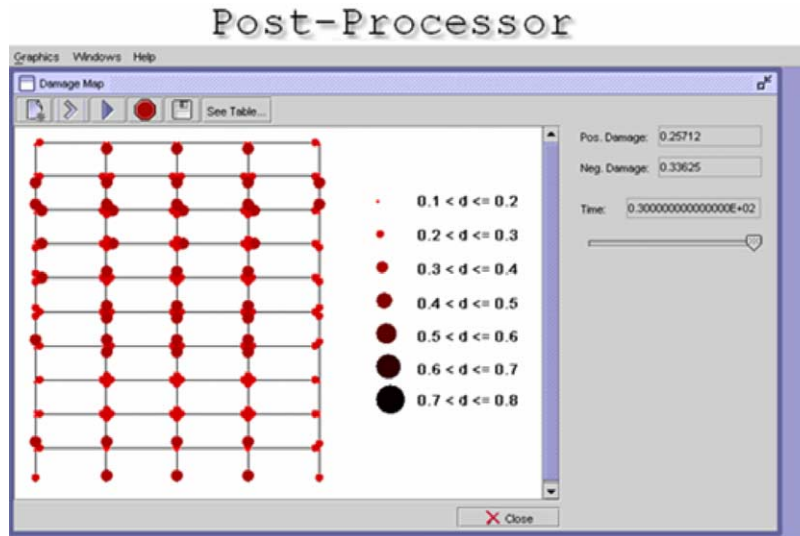 Post-Processor
Graphics Windows Help
Damage Map
See Table...
Pos. Damage: 0.25712
Neg. Damage: 0.33625
Time: 0.300000000000000E+02
0.1 < d <= 0.2
0.2 < d <= 0.3
0.3 < d <= 0.4
0.4 < d <= 0.5
0.5 < d <= 0.6
0.6 < d <= 0.7
0.7 < d <= 0.8
Close